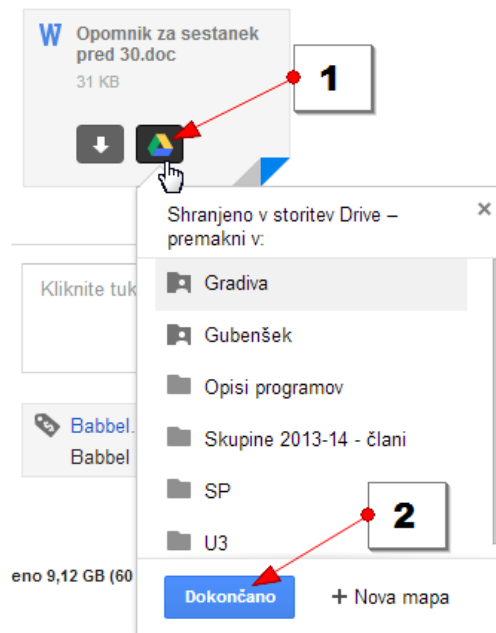 W Opomnik za sestanek
pred 30.doc
31 KB
1
Shranjeno v storitev Drive –
premakni v:
×
Kliknite tuk
Gradiva
Gubenšek
Opisi programov
Babbel.
Babbel
Skupine 2013-14 - člani
SP
2
U3
eno 9,12 GB (60
Dokončano
+ Nova mapa